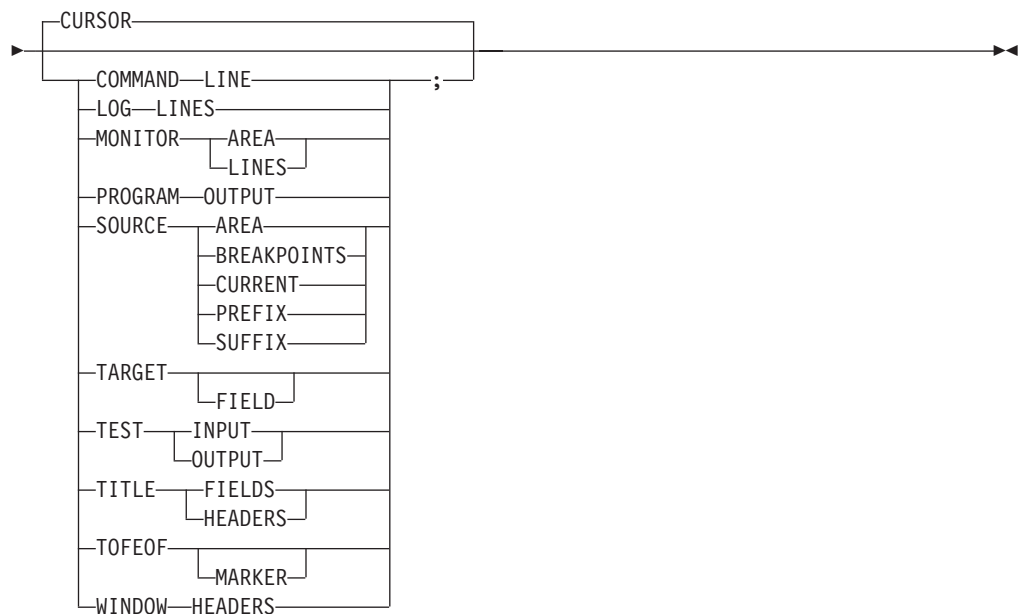 CURSOR
COMMAND LINE ;
LOG LINES
MONITOR AREA
LINES
PROGRAM OUTPUT
SOURCE AREA
BREAKPOINTS
CURRENT
PREFIX
SUFFIX
TARGET
FIELD
TEST INPUT
OUTPUT
TITLE FIELDS
HEADERS
TOFEOF
MARKER
WINDOW HEADERS